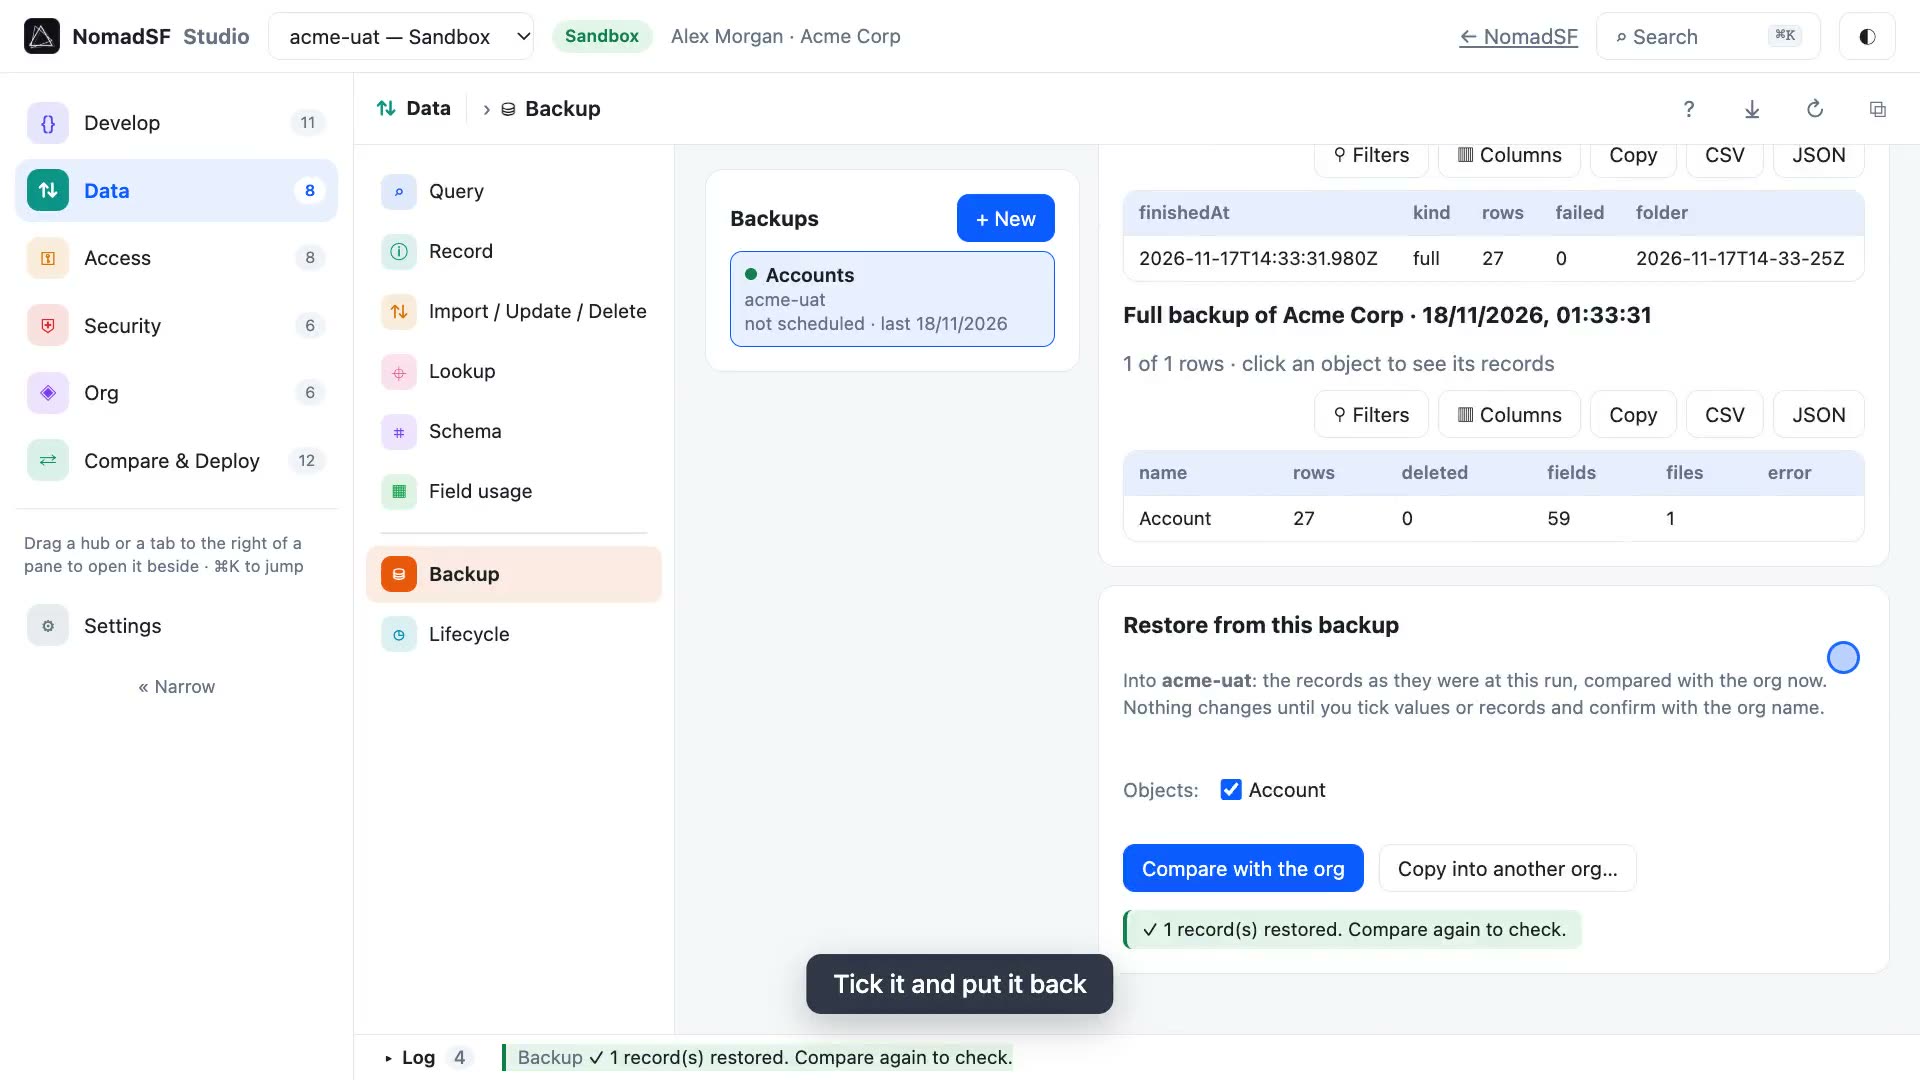 NomadSF Studio
acme-uat — Sandbox
Sandbox
Alex Morgan · Acme Corp
← NomadSF
Search
⌘K
Develop 11
Data 8
Access 8
Security 6
Org 6
Compare & Deploy 12
Drag a hub or a tab to the right of a
pane to open it beside · ⌘K to jump
Settings
« Narrow
Data › Backup
?
Query
Record
Import / Update / Delete
Lookup
Schema
Field usage
Backup
Lifecycle
Backups
+ New
Accounts
acme-uat
not scheduled · last 18/11/2026
Filters Columns Copy CSV JSON
finishedAt kind rows failed folder
2026-11-17T14:33:31.980Z full 27 0 2026-11-17T14-33-25Z
Full backup of Acme Corp · 18/11/2026, 01:33:31
1 of 1 rows · click an object to see its records
Filters Columns Copy CSV JSON
name rows deleted fields files error
Account 27 0 59 1
Restore from this backup
Into acme-uat: the records as they were at this run, compared with the org now.
Nothing changes until you tick values or records and confirm with the org name.
Objects: Account
Compare with the org
Copy into another org...
✓ 1 record(s) restored. Compare again to check.
Tick it and put it back
▸ Log 4
Backup ✓ 1 record(s) restored. Compare again to check.